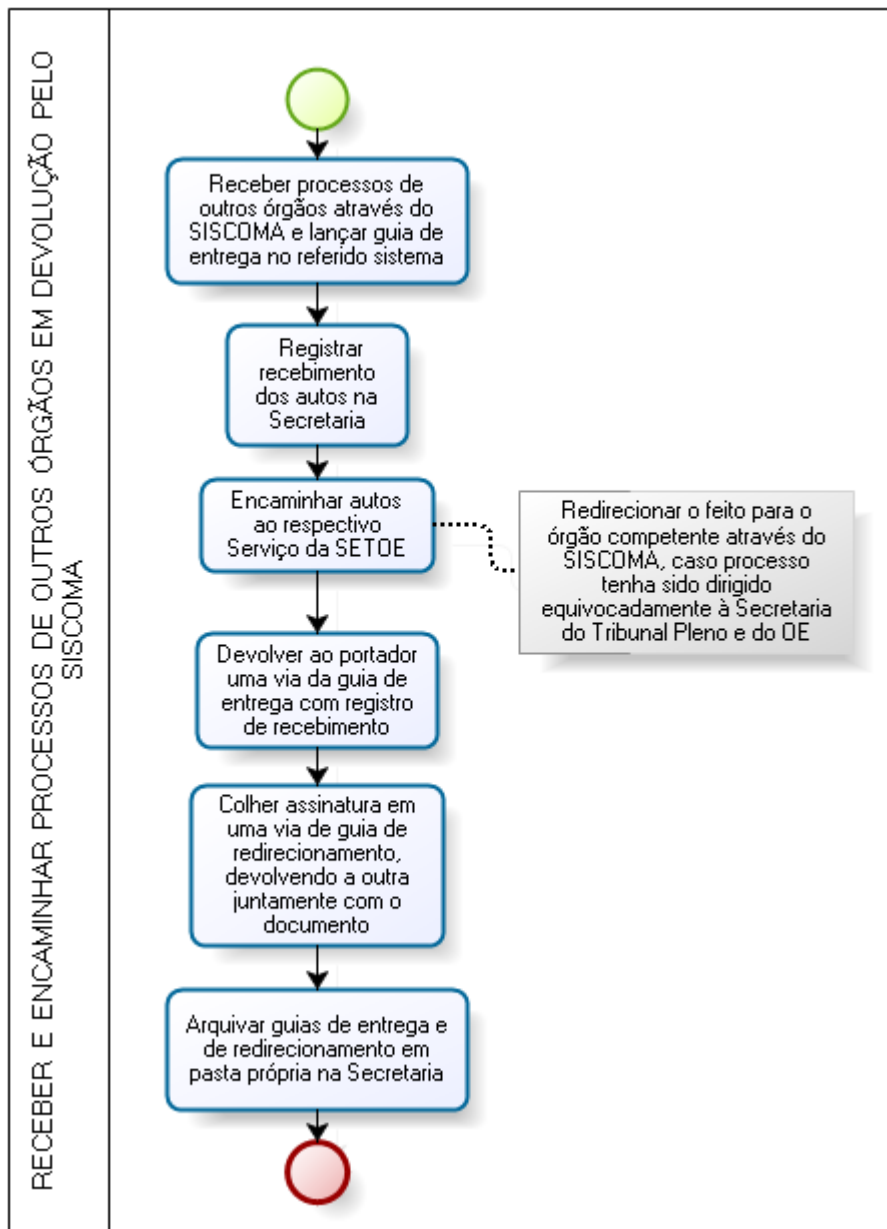 RECEBER E ENCAMINHAR PROCESSOS DE OUTROS ÓRGÃOS EM DEVOLUÇÃO PELO
SISCOMA
Receber processos de
outros órgãos através do
SISCOMA e lançar guia de
entrega no referido sistema
Registrar
recebimento
dos autos na
Secretaria
Encaminhar autos
ao respectivo
Serviço da SETOE
Redirecionar o feito para o
órgão competente através do
SISCOMA, caso processo
tenha sido dirigido
equivocadamente à Secretaria
do Tribunal Pleno e do OE
Devolver ao portador
uma via da guia de
entrega com registro
de recebimento
Colher assinatura em
uma via de guia de
redirecionamento,
devolvendo a outra
juntamente com o
documento
Arquivar guias de entrega e
de redirecionamento em
pasta própria na Secretaria